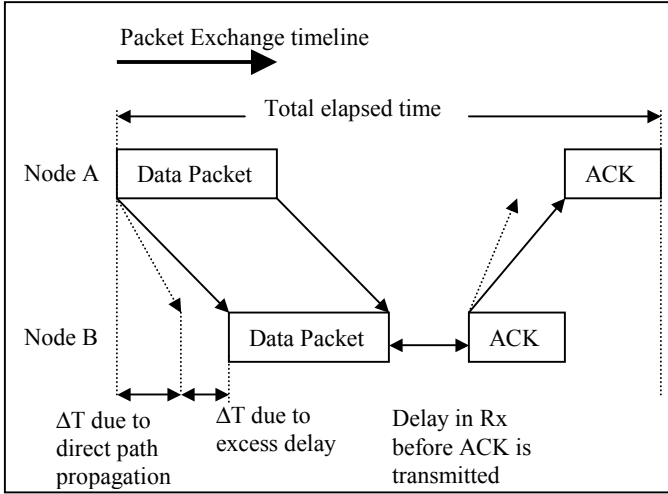 Packet Exchange timeline
Total elapsed time
Node A
Data Packet
ACK
Node B
Data Packet
ACK
ΔT due to
direct path
propagation
ΔT due to
excess delay
Delay in Rx
before ACK is
transmitted